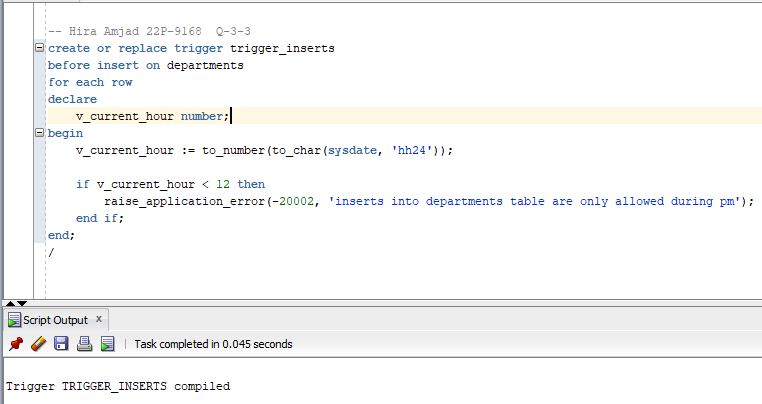 -- Hira Amjad 22P-9168  Q-3-3
create or replace trigger trigger_inserts
before insert on departments
for each row
declare
    v_current_hour number;
begin
    v_current_hour := to_number(to_char(sysdate, 'hh24'));
    if v_current_hour < 12 then
        raise_application_error(-20002, 'inserts into departments table are only allowed during pm');
    end if;
end;
/
Script Output x
Task completed in 0.045 seconds
Trigger TRIGGER_INSERTS compiled